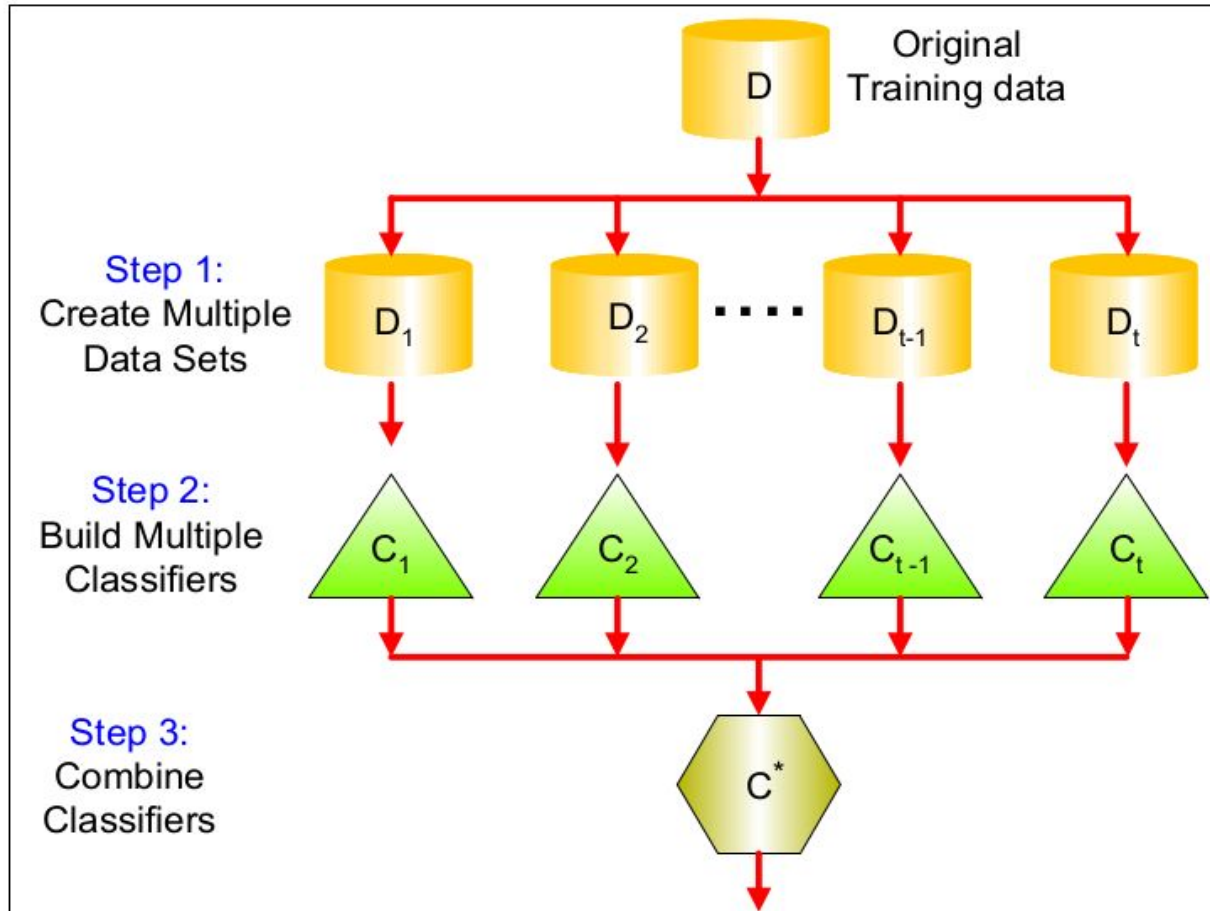 D
Original
Training data
Step 1:
Create Multiple
Data Sets
D₁
D₂
....
Dₜ₋₁
Dₜ
Step 2:
Build Multiple
Classifiers
C₁
C₂
Cₜ ₋₁
Cₜ
Step 3:
Combine
Classifiers
C*